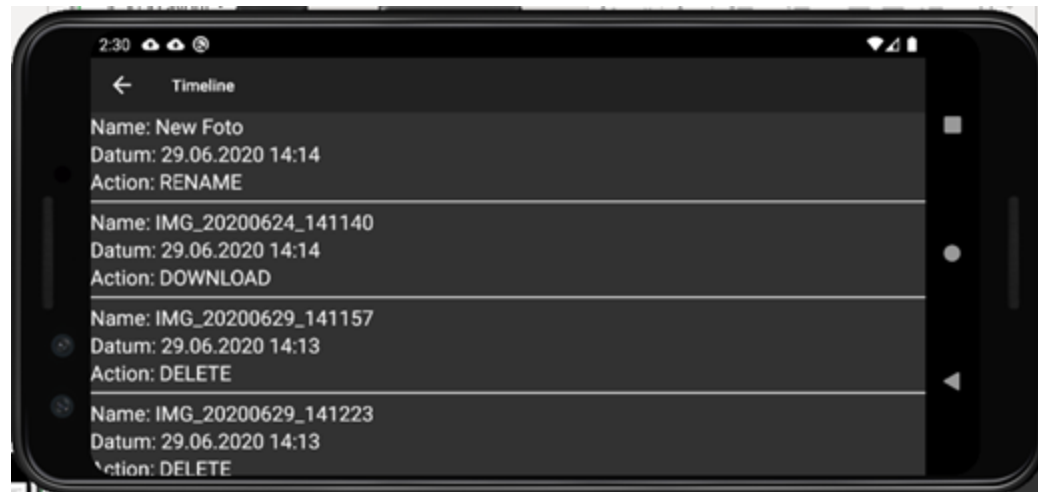 2:30
Timeline
Name: New Foto
Datum: 29.06.2020 14:14
Action: RENAME
Name: IMG_20200624_141140
Datum: 29.06.2020 14:14
Action: DOWNLOAD
Name: IMG_20200629_141157
Datum: 29.06.2020 14:13
Action: DELETE
Name: IMG_20200629_141223
Datum: 29.06.2020 14:13
Action: DELETE